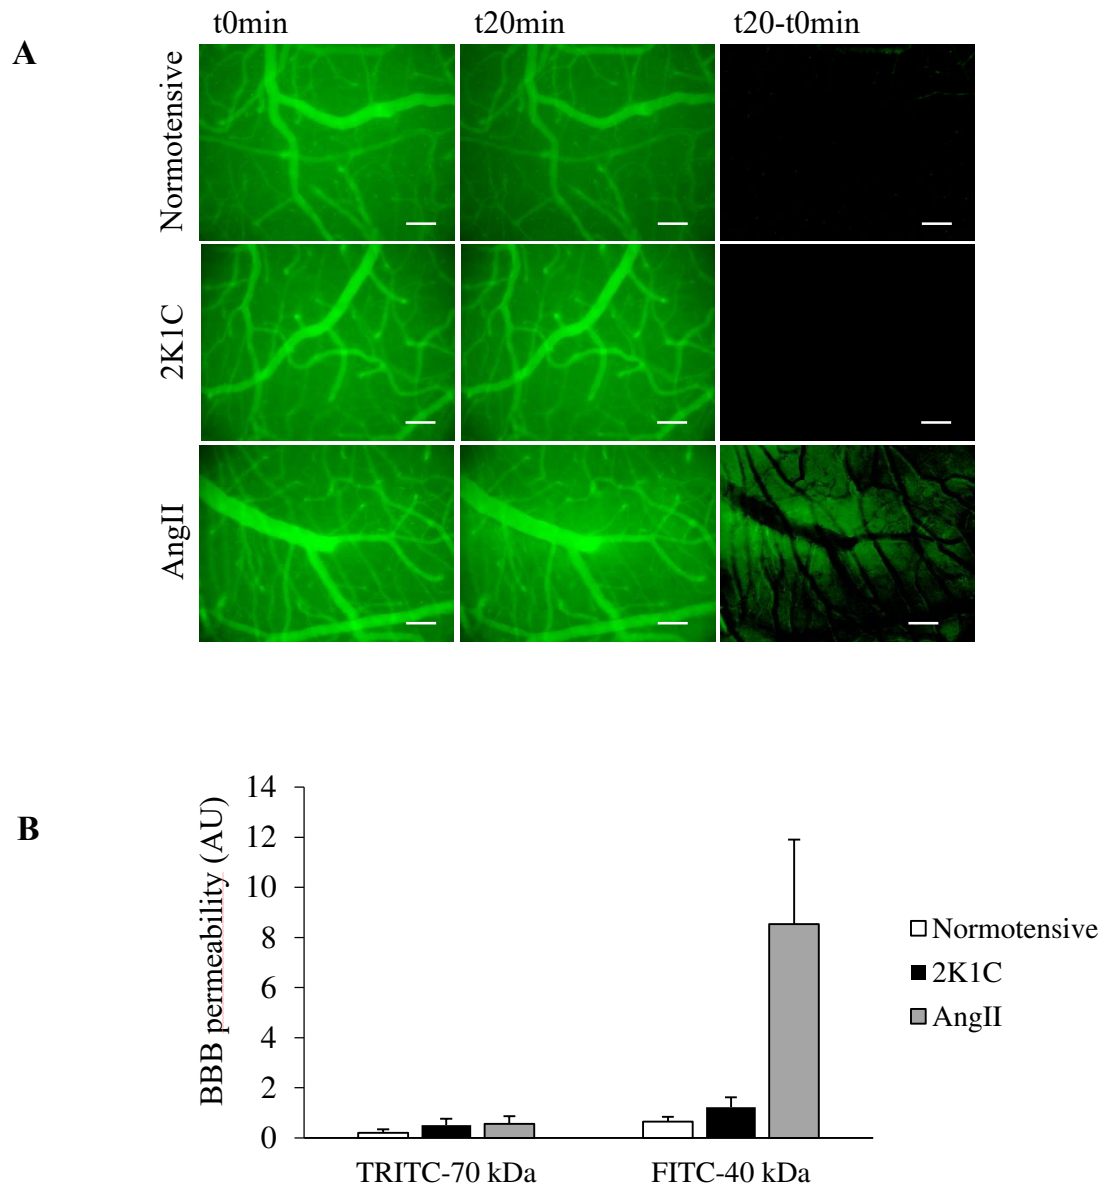 t0min t20min t20-t0min
A
Normotensive
2K1C
AngII
B
BBB permeability (AU)
14
12
10
8
6
4
2
0
TRITC-70 kDa FITC-40 kDa
Normotensive
2K1C
AngII